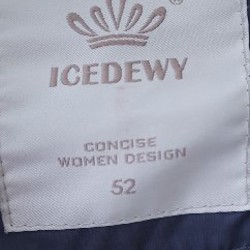 ®
ICEDEWY
CONCISE
WOMEN DESIGN
52